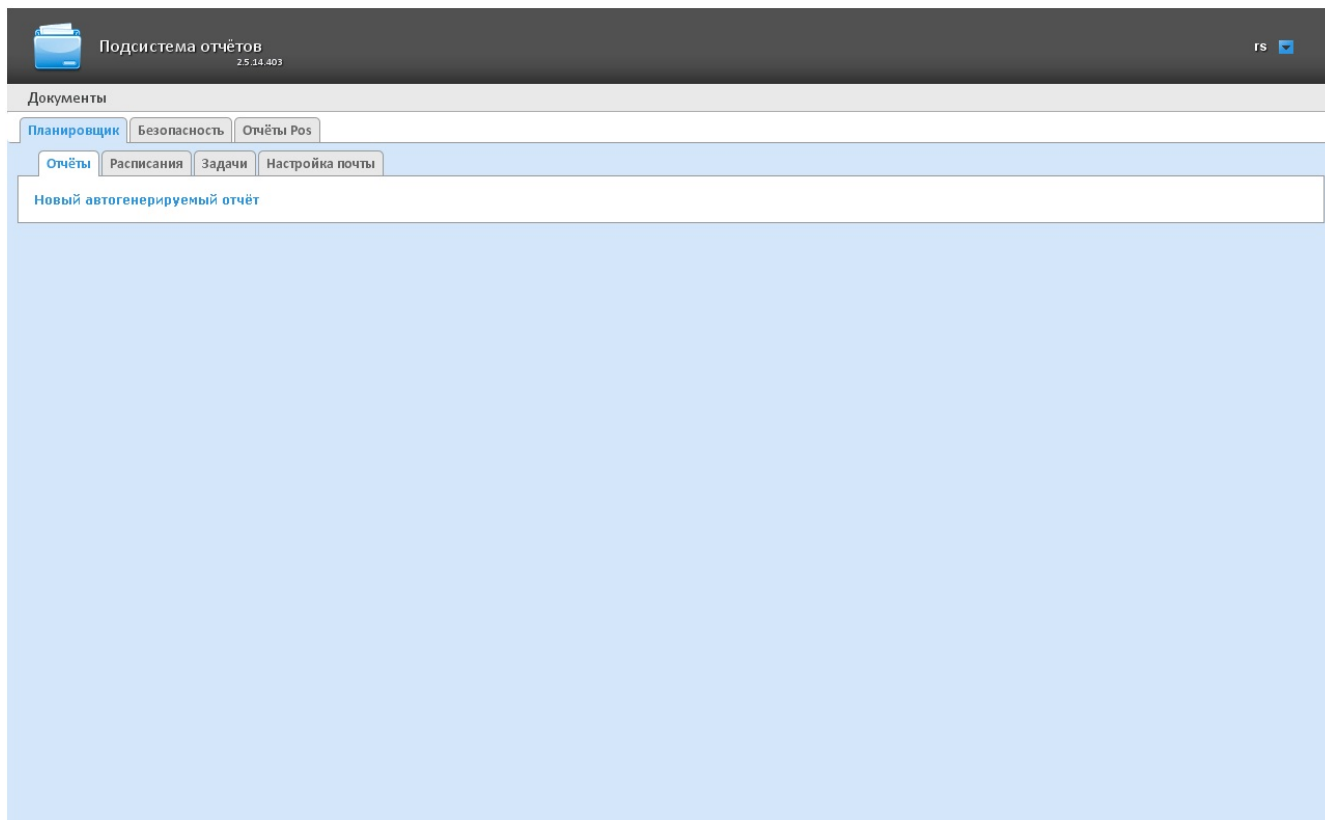 Подсистема отчётов
2.5.14.403
rs
Документы
Планировщик Безопасность Отчёты Pos
Отчёты Расписания Задачи Настройка почты
Новый автогенерируемый отчёт